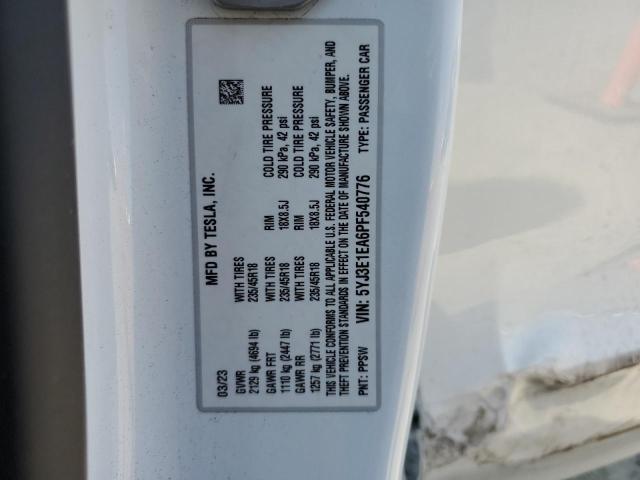 MFD BY TESLA, INC.
03/23
GVWR WITH TIRES RIM COLD TIRE PRESSURE
2129 kg (4694 lb) 235/45R18 18X8.5J 290 kPa, 42 psi
GAWR FRT WITH TIRES RIM COLD TIRE PRESSURE
1110 kg (2447 lb) 235/45R18 18X8.5J 290 kPa, 42 psi
GAWR RR
1257 kg (2771 lb) 235/45R18
THIS VEHICLE CONFORMS TO ALL APPLICABLE U.S. FEDERAL MOTOR VEHICLE SAFETY, BUMPER, AND
THEFT PREVENTION STANDARDS IN EFFECT ON THE DATE OF MANUFACTURE SHOWN ABOVE.
VIN: 5YJ3E1EA6PF540776 TYPE: PASSENGER CAR
PNT: PPSW